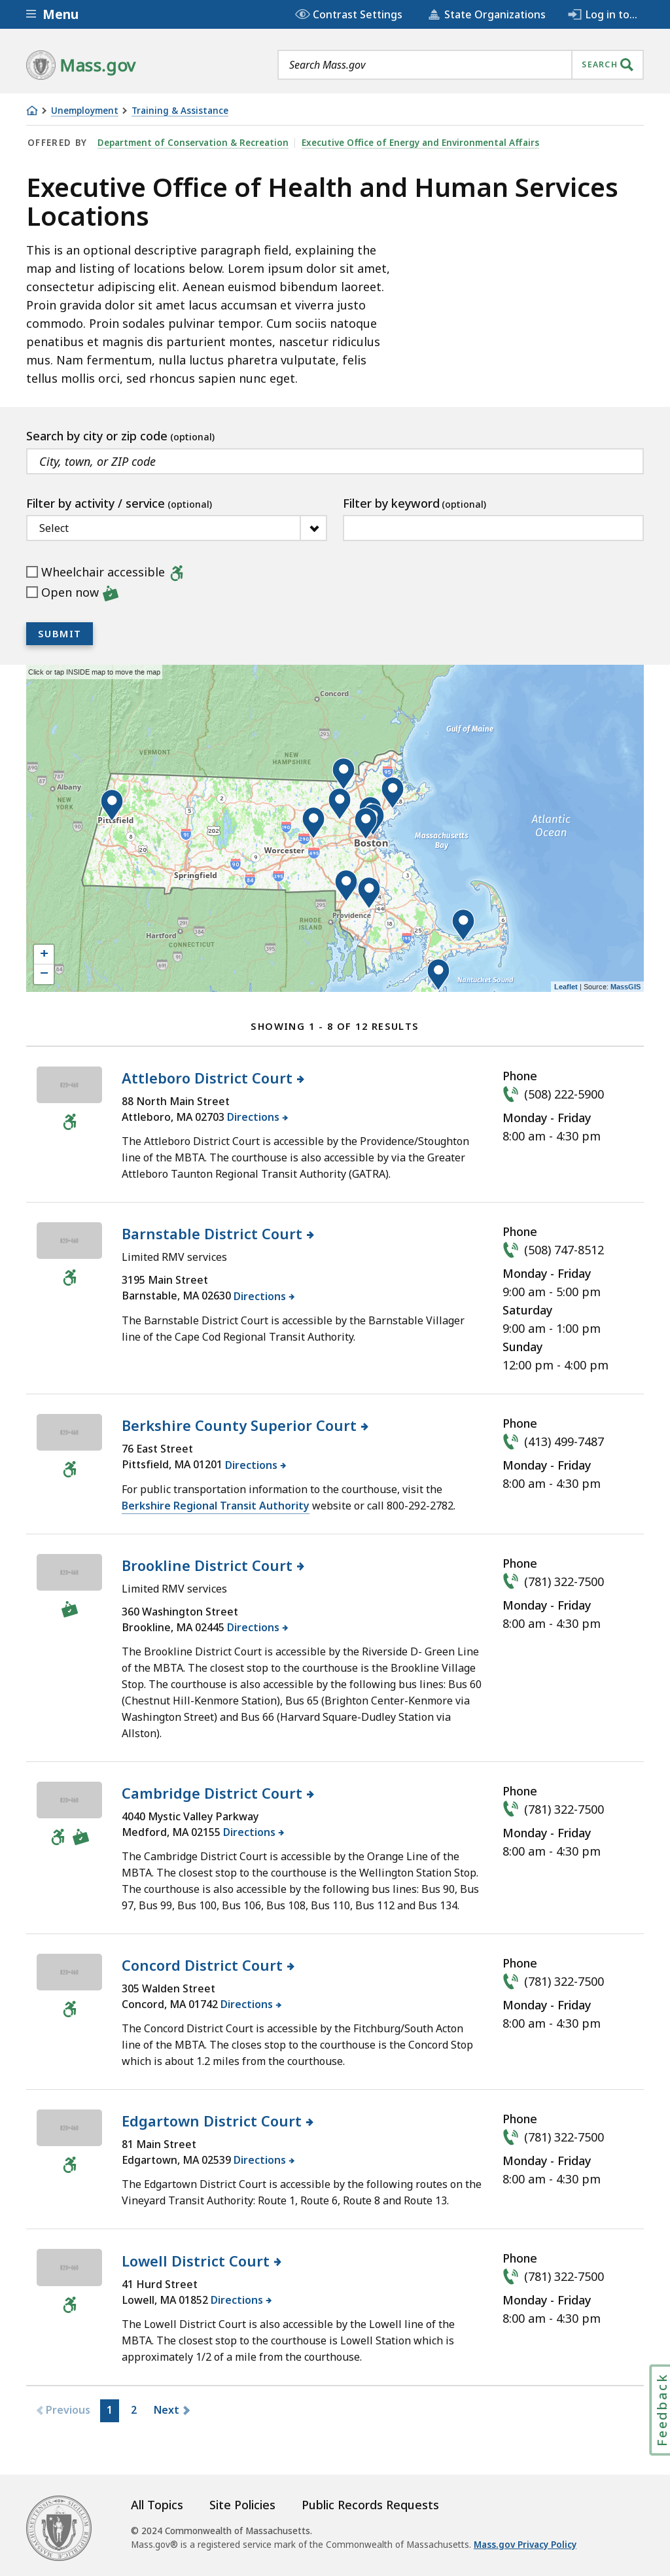 Menu
Contrast Settings
State Organizations
Log in to...
Mass.gov
Search Mass.gov
SEARCH
Unemployment
Training & Assistance
OFFERED BY
Department of Conservation & Recreation
Executive Office of Energy and Environmental Affairs
Executive Office of Health and Human Services
Locations
This is an optional descriptive paragraph field, explaining the
map and listing of locations below. Lorem ipsum dolor sit amet,
consectetur adipiscing elit. Aenean euismod bibendum laoreet.
Proin gravida dolor sit amet lacus accumsan et viverra justo
commodo. Proin sodales pulvinar tempor. Cum sociis natoque
penatibus et magnis dis parturient montes, nascetur ridiculus
mus. Nam fermentum, nulla luctus pharetra vulputate, felis
tellus mollis orci, sed rhoncus sapien nunc eget.
Search by city or zip code (optional)
City, town, or ZIP code
Filter by activity / service (optional)
Select
Filter by keyword (optional)
Wheelchair accessible
Open now
SUBMIT
Click or tap INSIDE map to move the map
Concord
Gulf of Maine
VERMONT
NEW
HAMPSHIRE
Albany
NEW
YORK
Pittsfield
Atlantic
Ocean
Massachusetts
Bay
Boston
Worcester
Springfield
Providence
RHODE
ISLAND
Hartford
CONNECTICUT
Nantucket Sound
+
−
Leaflet | Source: MassGIS
SHOWING 1 - 8 OF 12 RESULTS
Attleboro District Court
88 North Main Street
Attleboro, MA 02703 Directions
The Attleboro District Court is accessible by the Providence/Stoughton
line of the MBTA. The courthouse is also accessible by via the Greater
Attleboro Taunton Regional Transit Authority (GATRA).
Phone
(508) 222-5900
Monday - Friday
8:00 am - 4:30 pm
Barnstable District Court
Limited RMV services
3195 Main Street
Barnstable, MA 02630 Directions
The Barnstable District Court is accessible by the Barnstable Villager
line of the Cape Cod Regional Transit Authority.
Phone
(508) 747-8512
Monday - Friday
9:00 am - 5:00 pm
Saturday
9:00 am - 1:00 pm
Sunday
12:00 pm - 4:00 pm
Berkshire County Superior Court
76 East Street
Pittsfield, MA 01201 Directions
For public transportation information to the courthouse, visit the
Berkshire Regional Transit Authority website or call 800-292-2782.
Phone
(413) 499-7487
Monday - Friday
8:00 am - 4:30 pm
Brookline District Court
Limited RMV services
360 Washington Street
Brookline, MA 02445 Directions
The Brookline District Court is accessible by the Riverside D- Green Line
of the MBTA. The closest stop to the courthouse is the Brookline Village
Stop. The courthouse is also accessible by the following bus lines: Bus 60
(Chestnut Hill-Kenmore Station), Bus 65 (Brighton Center-Kenmore via
Washington Street) and Bus 66 (Harvard Square-Dudley Station via
Allston).
Phone
(781) 322-7500
Monday - Friday
8:00 am - 4:30 pm
Cambridge District Court
4040 Mystic Valley Parkway
Medford, MA 02155 Directions
The Cambridge District Court is accessible by the Orange Line of the
MBTA. The closest stop to the courthouse is the Wellington Station Stop.
The courthouse is also accessible by the following bus lines: Bus 90, Bus
97, Bus 99, Bus 100, Bus 106, Bus 108, Bus 110, Bus 112 and Bus 134.
Phone
(781) 322-7500
Monday - Friday
8:00 am - 4:30 pm
Concord District Court
305 Walden Street
Concord, MA 01742 Directions
The Concord District Court is accessible by the Fitchburg/South Acton
line of the MBTA. The closes stop to the courthouse is the Concord Stop
which is about 1.2 miles from the courthouse.
Phone
(781) 322-7500
Monday - Friday
8:00 am - 4:30 pm
Edgartown District Court
81 Main Street
Edgartown, MA 02539 Directions
The Edgartown District Court is accessible by the following routes on the
Vineyard Transit Authority: Route 1, Route 6, Route 8 and Route 13.
Phone
(781) 322-7500
Monday - Friday
8:00 am - 4:30 pm
Lowell District Court
41 Hurd Street
Lowell, MA 01852 Directions
The Lowell District Court is also accessible by the Lowell line of the
MBTA. The closest stop to the courthouse is Lowell Station which is
approximately 1/2 of a mile from the courthouse.
Phone
(781) 322-7500
Monday - Friday
8:00 am - 4:30 pm
Previous
1
2
Next
Feedback
All Topics
Site Policies
Public Records Requests
© 2024 Commonwealth of Massachusetts.
Mass.gov® is a registered service mark of the Commonwealth of Massachusetts. Mass.gov Privacy Policy